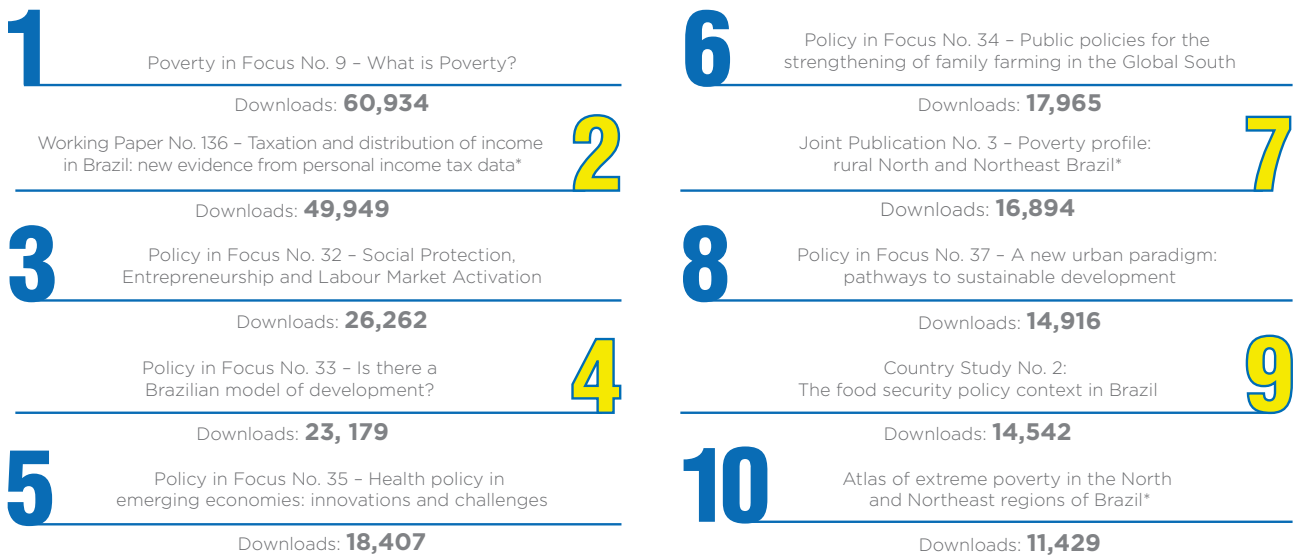 1
Poverty in Focus No. 9 – What is Poverty?
Downloads: 60,934
Working Paper No. 136 – Taxation and distribution of income
in Brazil: new evidence from personal income tax data*
2
Downloads: 49,949
3
Policy in Focus No. 32 – Social Protection,
Entrepreneurship and Labour Market Activation
Downloads: 26,262
Policy in Focus No. 33 – Is there a
Brazilian model of development?
4
Downloads: 23, 179
5
Policy in Focus No. 35 – Health policy in
emerging economies: innovations and challenges
Downloads: 18,407
6
Policy in Focus No. 34 – Public policies for the
strengthening of family farming in the Global South
Downloads: 17,965
Joint Publication No. 3 – Poverty profile:
rural North and Northeast Brazil*
7
Downloads: 16,894
8
Policy in Focus No. 37 – A new urban paradigm:
pathways to sustainable development
Downloads: 14,916
Country Study No. 2:
The food security policy context in Brazil
9
Downloads: 14,542
10
Atlas of extreme poverty in the North
and Northeast regions of Brazil*
Downloads: 11,429